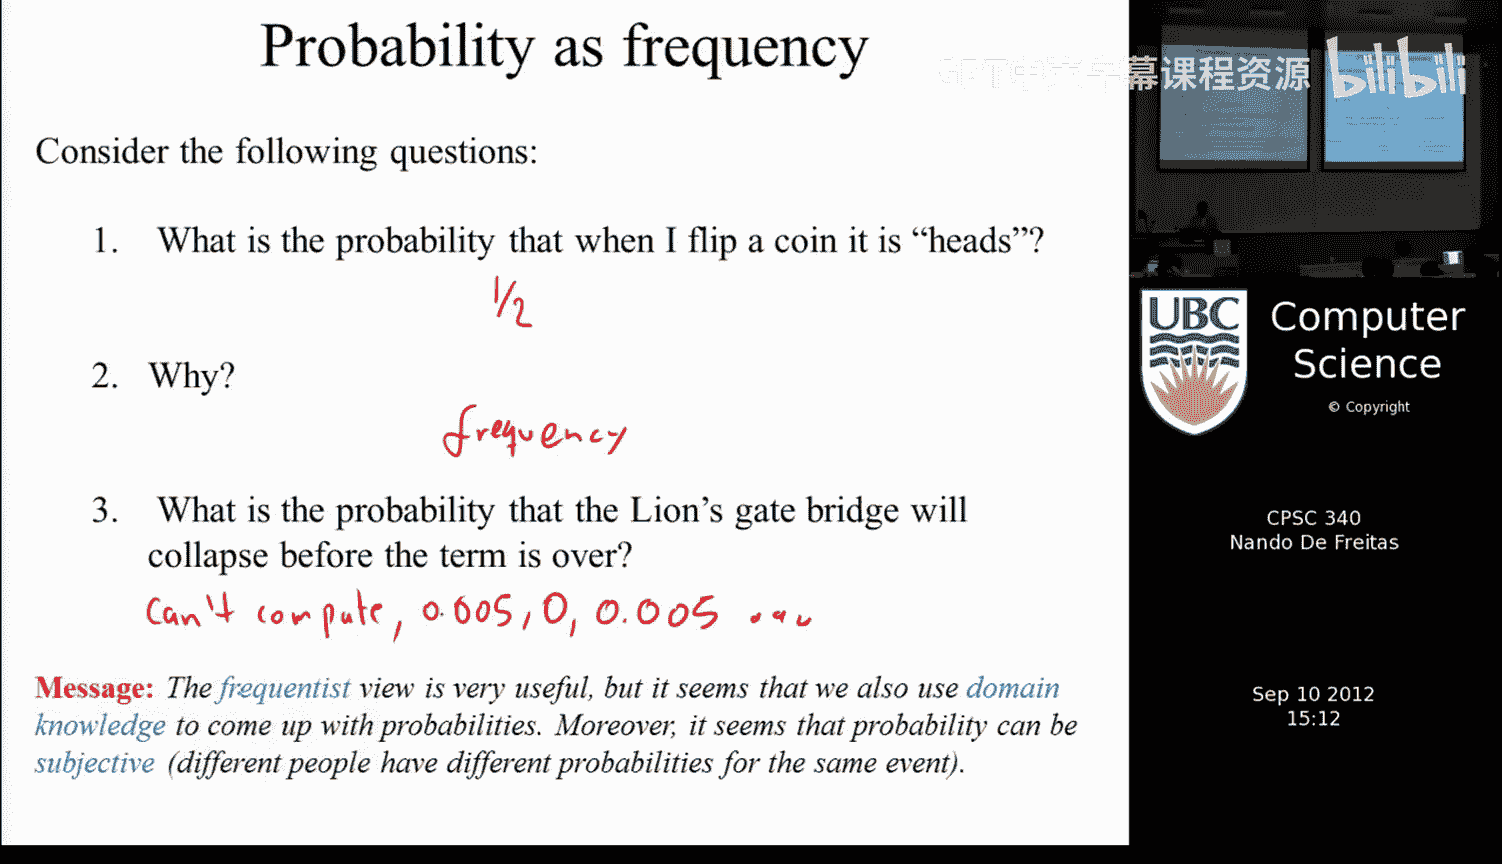 Probability as frequency
Consider the following questions:
1. What is the probability that when I flip a coin it is “heads”?
1/2
2. Why?
frequency
3. What is the probability that the Lion’s gate bridge will
collapse before the term is over?
Can't compute, 0.005, 0, 0.005 ...
Message: The frequentist view is very useful, but it seems that we also use domain
knowledge to come up with probabilities. Moreover, it seems that probability can be
subjective (different people have different probabilities for the same event).
幕课程资源 bilibili
UBC
Computer
Science
© Copyright
CPSC 340
Nando De Freitas
Sep 10 2012
15:12